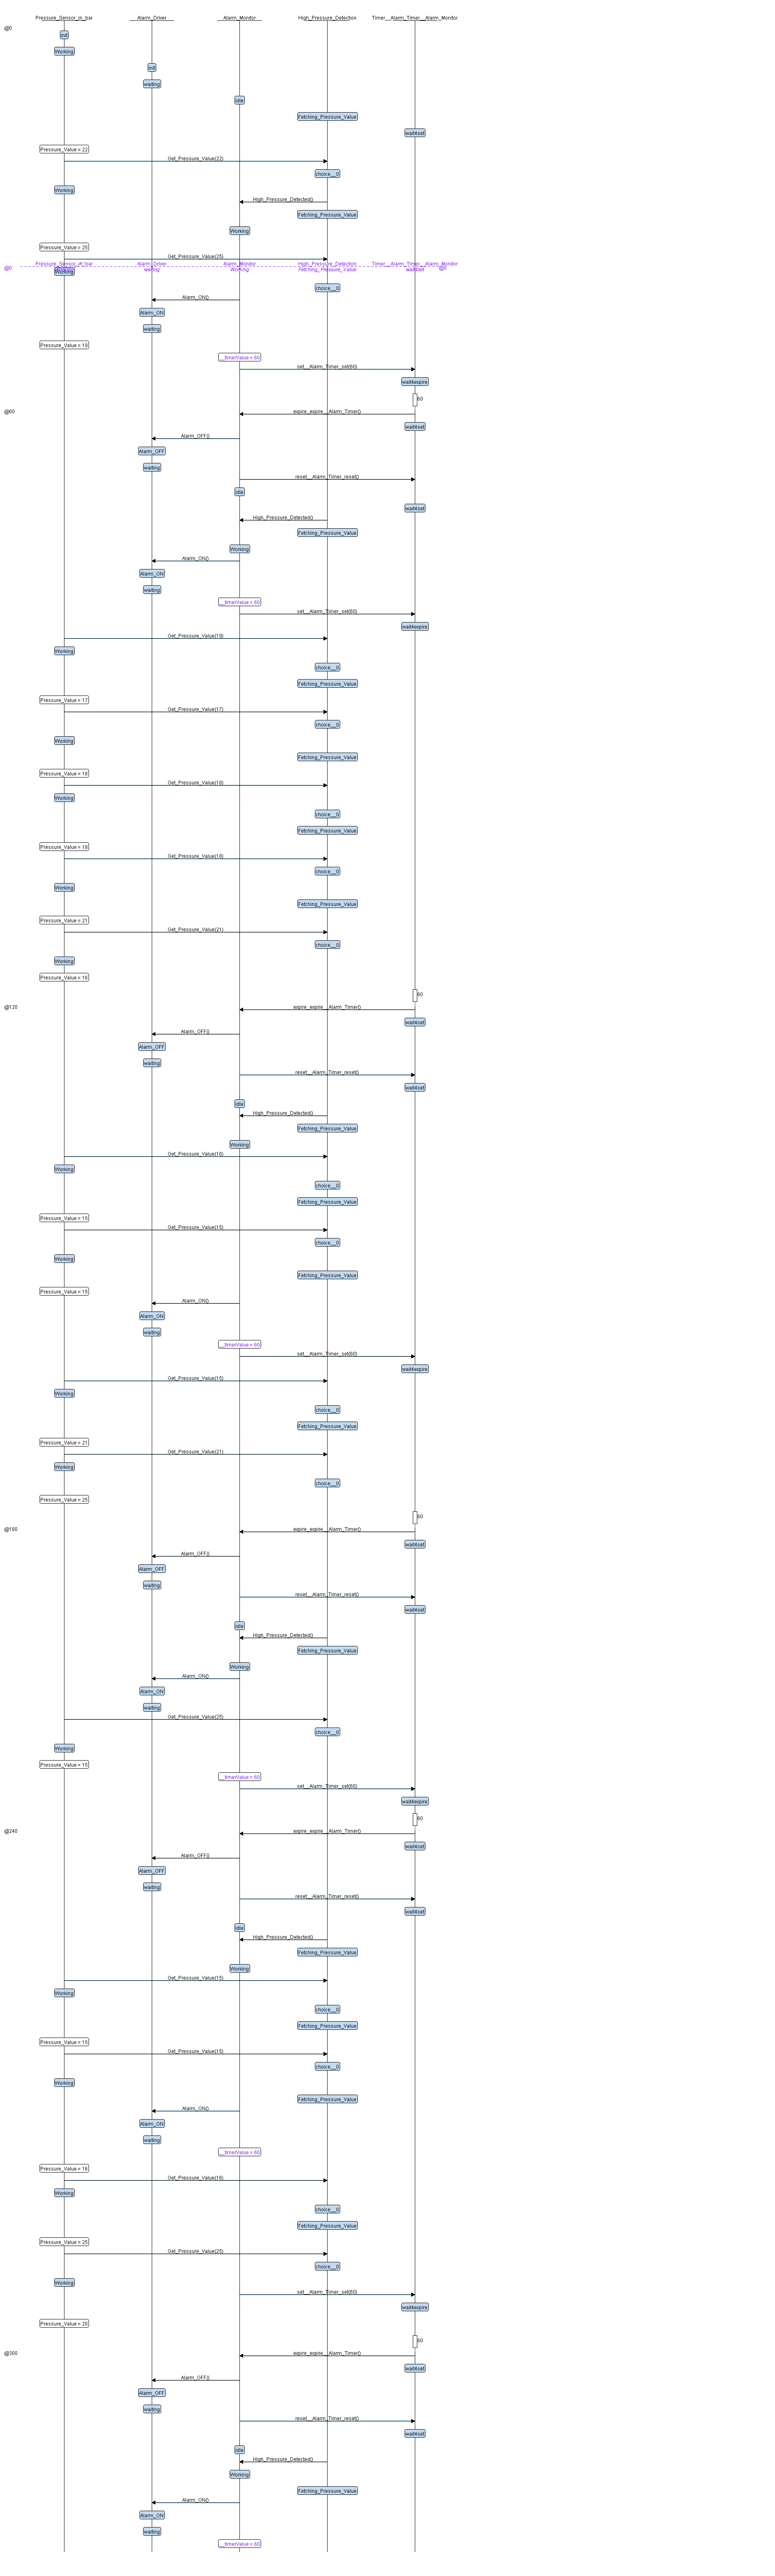 Pressure_Sensor_in_bar Alarm_Driver Alarm_Monitor High_Pressure_Detection Timer__Alarm_Timer__Alarm_Monitor
@0
init
Working
init
waiting
Idle
Fetching_Pressure_Value
wait4set
Pressure_Value = 22
Get_Pressure_Value(22)
choice__0
Working
High_Pressure_Detected()
Fetching_Pressure_Value
Working
Pressure_Value = 25
Get_Pressure_Value(25)
Pressure_Sensor_in_bar Alarm_Driver Alarm_Monitor High_Pressure_Detection Timer__Alarm_Timer__Alarm_Monitor
@0 Working waiting Working Fetching_Pressure_Value wait4set @0
choice__0
Alarm_ON()
Alarm_ON
waiting
Pressure_Value = 19
__timerValue = 60
set__Alarm_Timer_set(60)
wait4expire
60
@60 expire_expire__Alarm_Timer()
wait4set
Alarm_OFF()
Alarm_OFF
waiting
reset__Alarm_Timer_reset()
Idle
wait4set
High_Pressure_Detected()
Fetching_Pressure_Value
Working
Alarm_ON()
Alarm_ON
waiting
__timerValue = 60
set__Alarm_Timer_set(60)
wait4expire
Get_Pressure_Value(19)
Working
choice__0
Fetching_Pressure_Value
Pressure_Value = 17
Get_Pressure_Value(17)
choice__0
Working
Fetching_Pressure_Value
Pressure_Value = 18
Get_Pressure_Value(18)
Working
choice__0
Fetching_Pressure_Value
Pressure_Value = 18
Get_Pressure_Value(18)
choice__0
Working
Fetching_Pressure_Value
Pressure_Value = 21
Get_Pressure_Value(21)
choice__0
Working
Pressure_Value = 16
60
@120 expire_expire__Alarm_Timer()
wait4set
Alarm_OFF()
Alarm_OFF
waiting
reset__Alarm_Timer_reset()
wait4set
Idle
High_Pressure_Detected()
Fetching_Pressure_Value
Working
Get_Pressure_Value(16)
Working
choice__0
Fetching_Pressure_Value
Pressure_Value = 15
Get_Pressure_Value(15)
choice__0
Working
Fetching_Pressure_Value
Pressure_Value = 15
Alarm_ON()
Alarm_ON
waiting
__timerValue = 60
set__Alarm_Timer_set(60)
wait4expire
Get_Pressure_Value(15)
Working
choice__0
Fetching_Pressure_Value
Pressure_Value = 21
Get_Pressure_Value(21)
Working
choice__0
Pressure_Value = 25
60
@180 expire_expire__Alarm_Timer()
wait4set
Alarm_OFF()
Alarm_OFF
waiting
reset__Alarm_Timer_reset()
wait4set
Idle
High_Pressure_Detected()
Fetching_Pressure_Value
Working
Alarm_ON()
Alarm_ON
waiting
Get_Pressure_Value(25)
choice__0
Working
Pressure_Value = 15
__timerValue = 60
set__Alarm_Timer_set(60)
wait4expire
60
@240 expire_expire__Alarm_Timer()
wait4set
Alarm_OFF()
Alarm_OFF
waiting
reset__Alarm_Timer_reset()
wait4set
Idle
High_Pressure_Detected()
Fetching_Pressure_Value
Working
Get_Pressure_Value(15)
Working
choice__0
Fetching_Pressure_Value
Pressure_Value = 15
Get_Pressure_Value(15)
choice__0
Working
Fetching_Pressure_Value
Alarm_ON()
Alarm_ON
waiting
__timerValue = 60
Pressure_Value = 16
Get_Pressure_Value(16)
Working
choice__0
Fetching_Pressure_Value
Pressure_Value = 25
Get_Pressure_Value(25)
choice__0
Working
set__Alarm_Timer_set(60)
wait4expire
Pressure_Value = 20
60
@300 expire_expire__Alarm_Timer()
wait4set
Alarm_OFF()
Alarm_OFF
waiting
reset__Alarm_Timer_reset()
wait4set
Idle
High_Pressure_Detected()
Working
Fetching_Pressure_Value
Alarm_ON()
Alarm_ON
waiting
__timerValue = 60